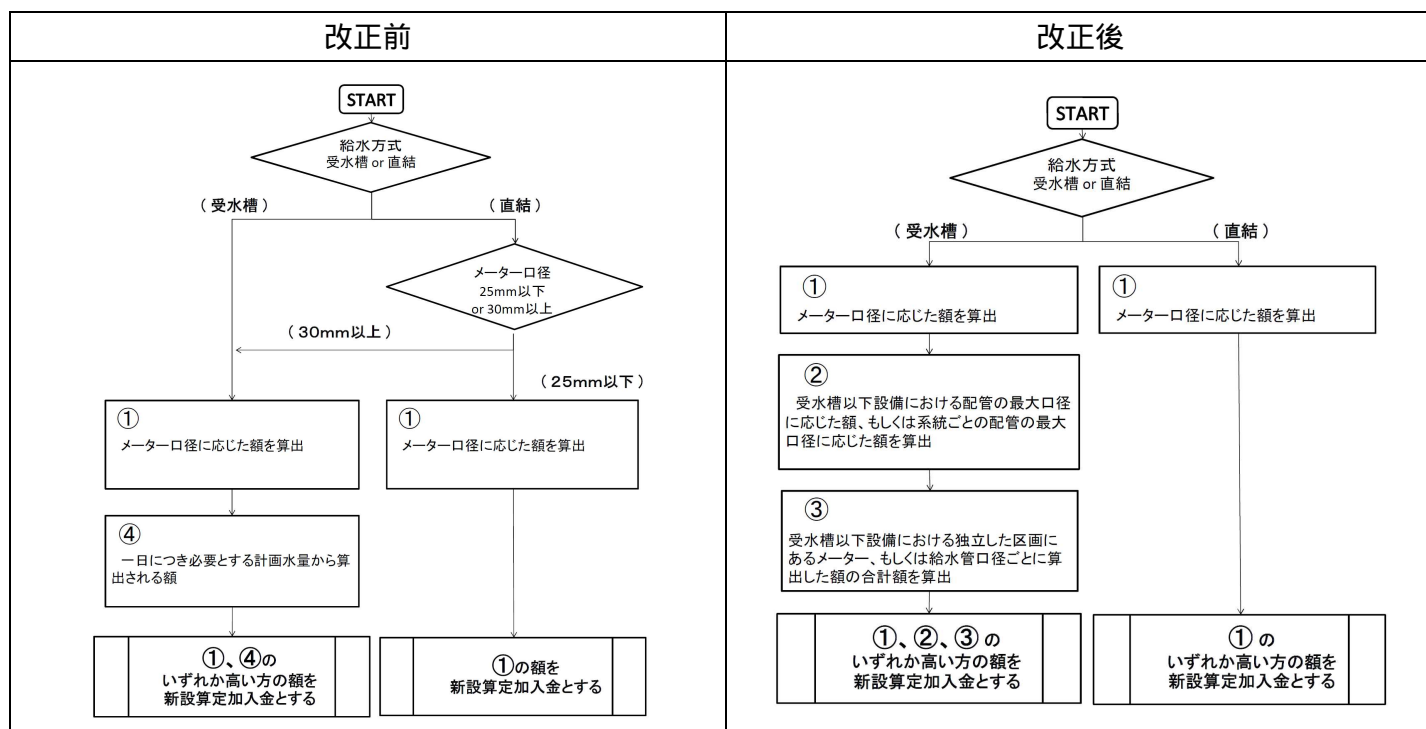 改正前
START
給水方式
受水槽 or 直結
（ 受水槽 ）
（ 直結 ）
メーター口径
25mm以下
or 30mm以上
（ 30mm以上 ）
（ 25mm以下 ）
①
メーター口径に応じた額を算出
①
メーター口径に応じた額を算出
④
一日につき必要とする計画水量から算
出される額
①、④の
いずれか高い方の額を
新設算定加入金とする
①の額を
新設算定加入金とする
改正後
START
給水方式
受水槽 or 直結
（ 受水槽 ）
（ 直結 ）
①
メーター口径に応じた額を算出
①
メーター口径に応じた額を算出
②
受水槽以下設備における配管の最大口径
に応じた額、もしくは系統ごとの配管の最大
口径に応じた額を算出
③
受水槽以下設備における独立した区画に
あるメーター、もしくは給水管口径ごとに算
出した額の合計額を算出
①、②、③ の
いずれか高い方の額を
新設算定加入金とする
① の
いずれか高い方の額を
新設算定加入金とする